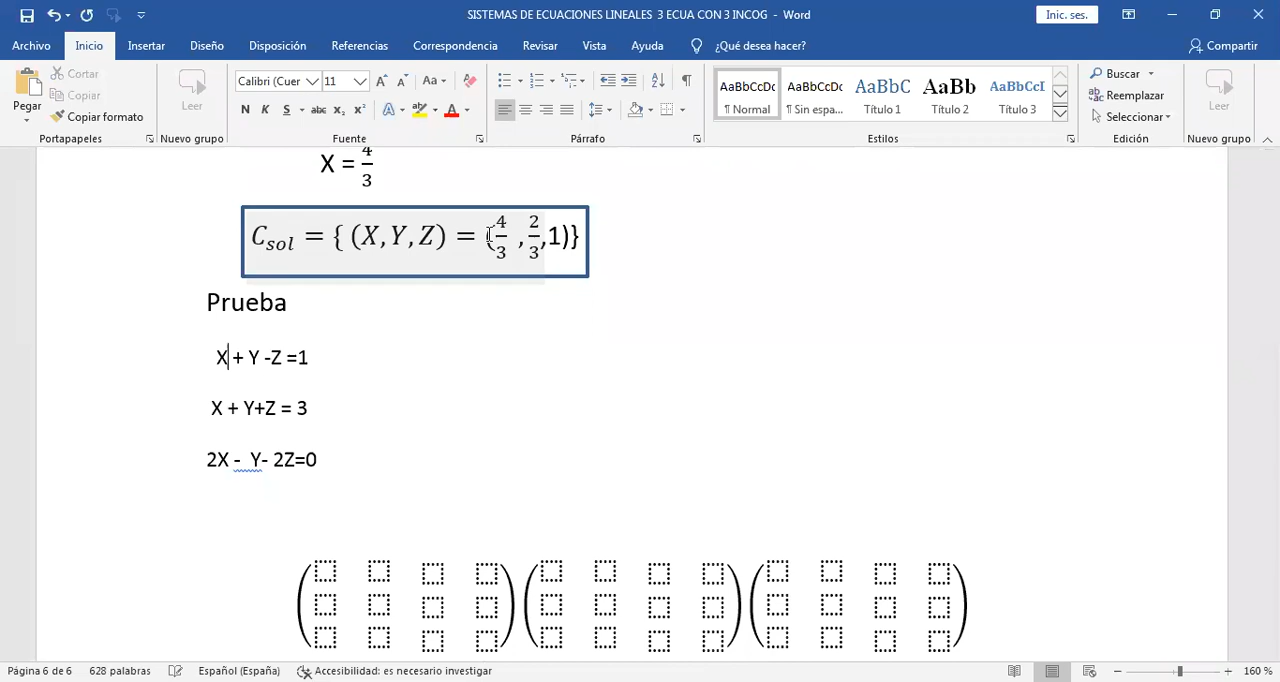 SISTEMAS DE ECUACIONES LINEALES 3 ECUA CON 3 INCOG - Word
Inic. ses.
Archivo Inicio Insertar Diseño Disposición Referencias Correspondencia Revisar Vista Ayuda ¿Qué desea hacer? Compartir
Pegar
Cortar
Copiar
Copiar formato
Portapapeles
Leer
Nuevo grupo
Calibri (Cuer 11
Fuente
Párrafo
AaBbCcDc AaBbCcDc AaBbC AaBb AaBbCcI
¶ Normal ¶ Sin espa... Título 1 Título 2 Título 3
Estilos
Buscar
Reemplazar
Seleccionar
Edición
Leer
Nuevo grupo
X = 4/3
C_sol = { (X, Y, Z) = (4/3 , 2/3 ,1)}
Prueba
X + Y -Z =1
X + Y+Z = 3
2X - Y- 2Z=0
Página 6 de 6 628 palabras Español (España) Accesibilidad: es necesario investigar 160 %